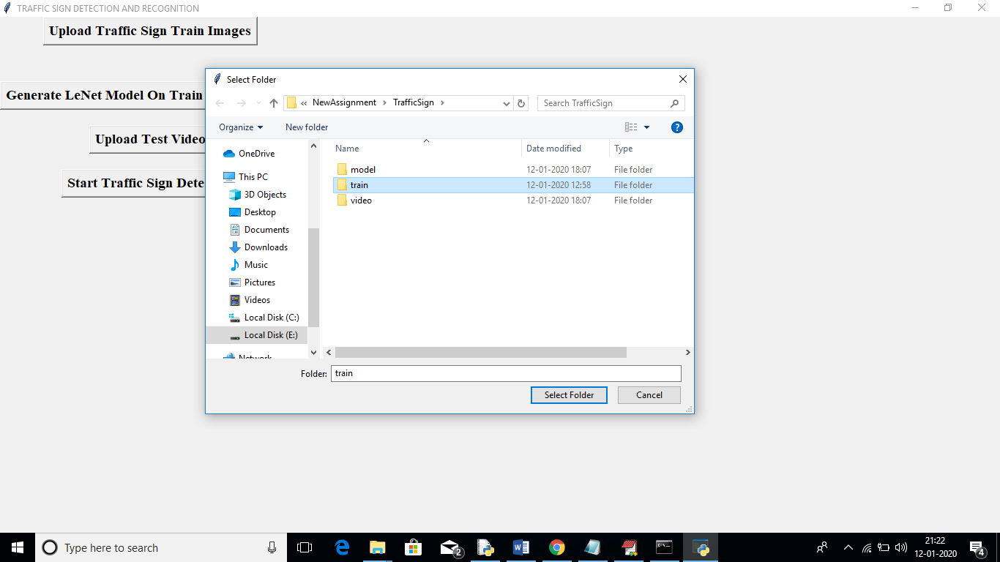 TRAFFIC SIGN DETECTION AND RECOGNITION
Upload Traffic Sign Train Images
Generate LeNet Model On Train
Upload Test Video
Start Traffic Sign Dete
Select Folder
« NewAssignment › TrafficSign ›
Search TrafficSign
Organize
New folder
?
OneDrive
This PC
3D Objects
Desktop
Documents
Downloads
Music
Pictures
Videos
Local Disk (C:)
Local Disk (E:)
Network
Name Date modified Type
model 12-01-2020 18:07 File folder
train 12-01-2020 12:58 File folder
video 12-01-2020 18:07 File folder
Folder: train
Select Folder Cancel
Type here to search
2
21:22
12-01-2020
4